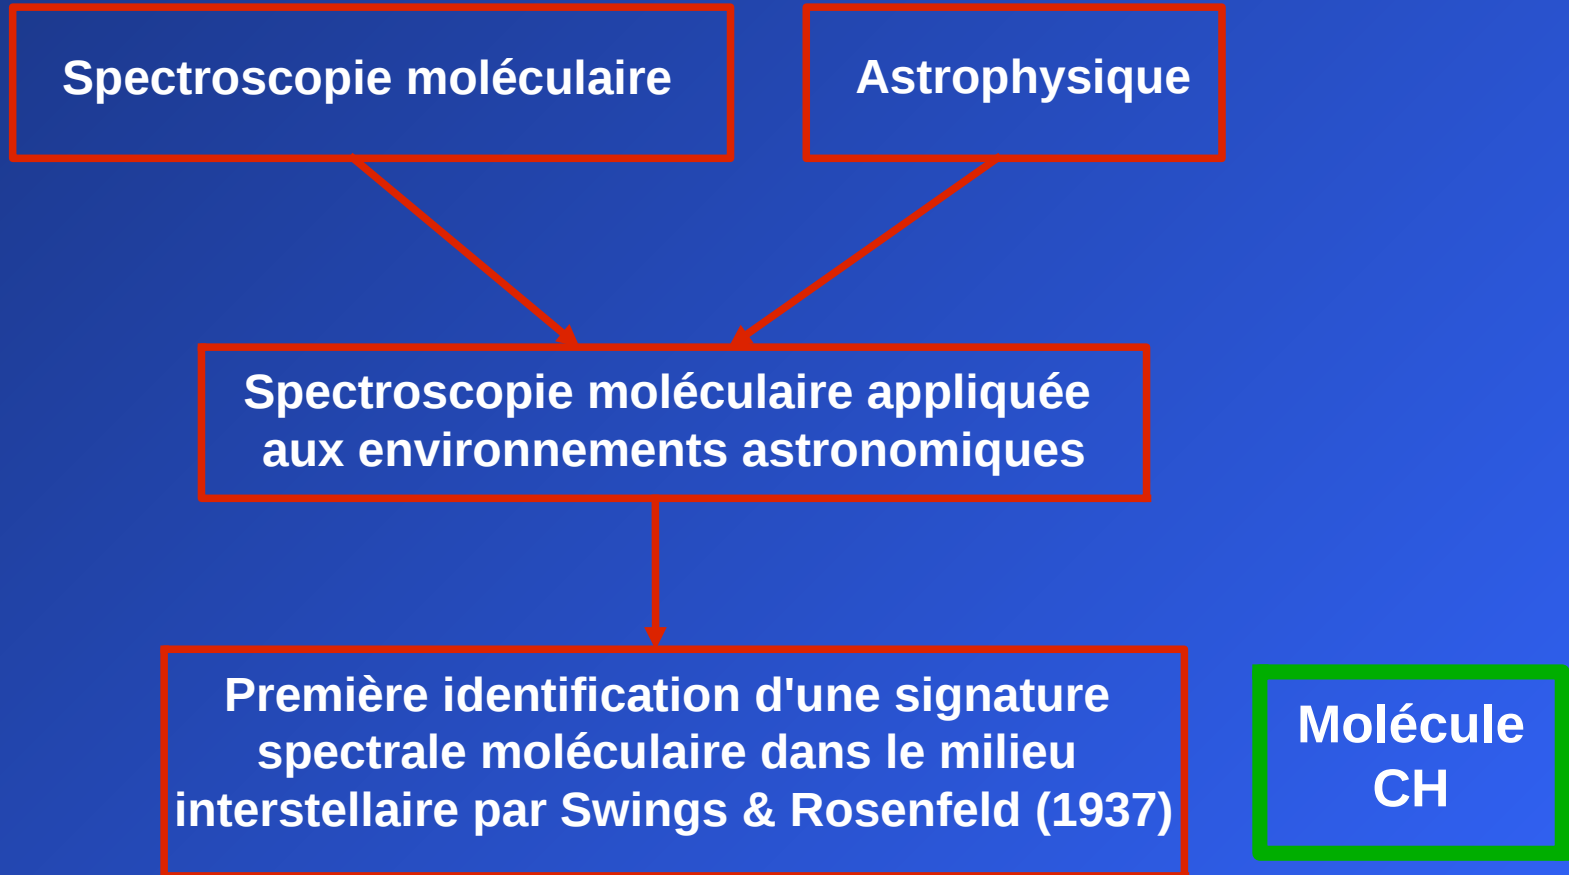 Spectroscopie moléculaire
Astrophysique
Spectroscopie moléculaire appliquée
aux environnements astronomiques
Première identification d'une signature
spectrale moléculaire dans le milieu
interstellaire par Swings & Rosenfeld (1937)
Molécule
CH